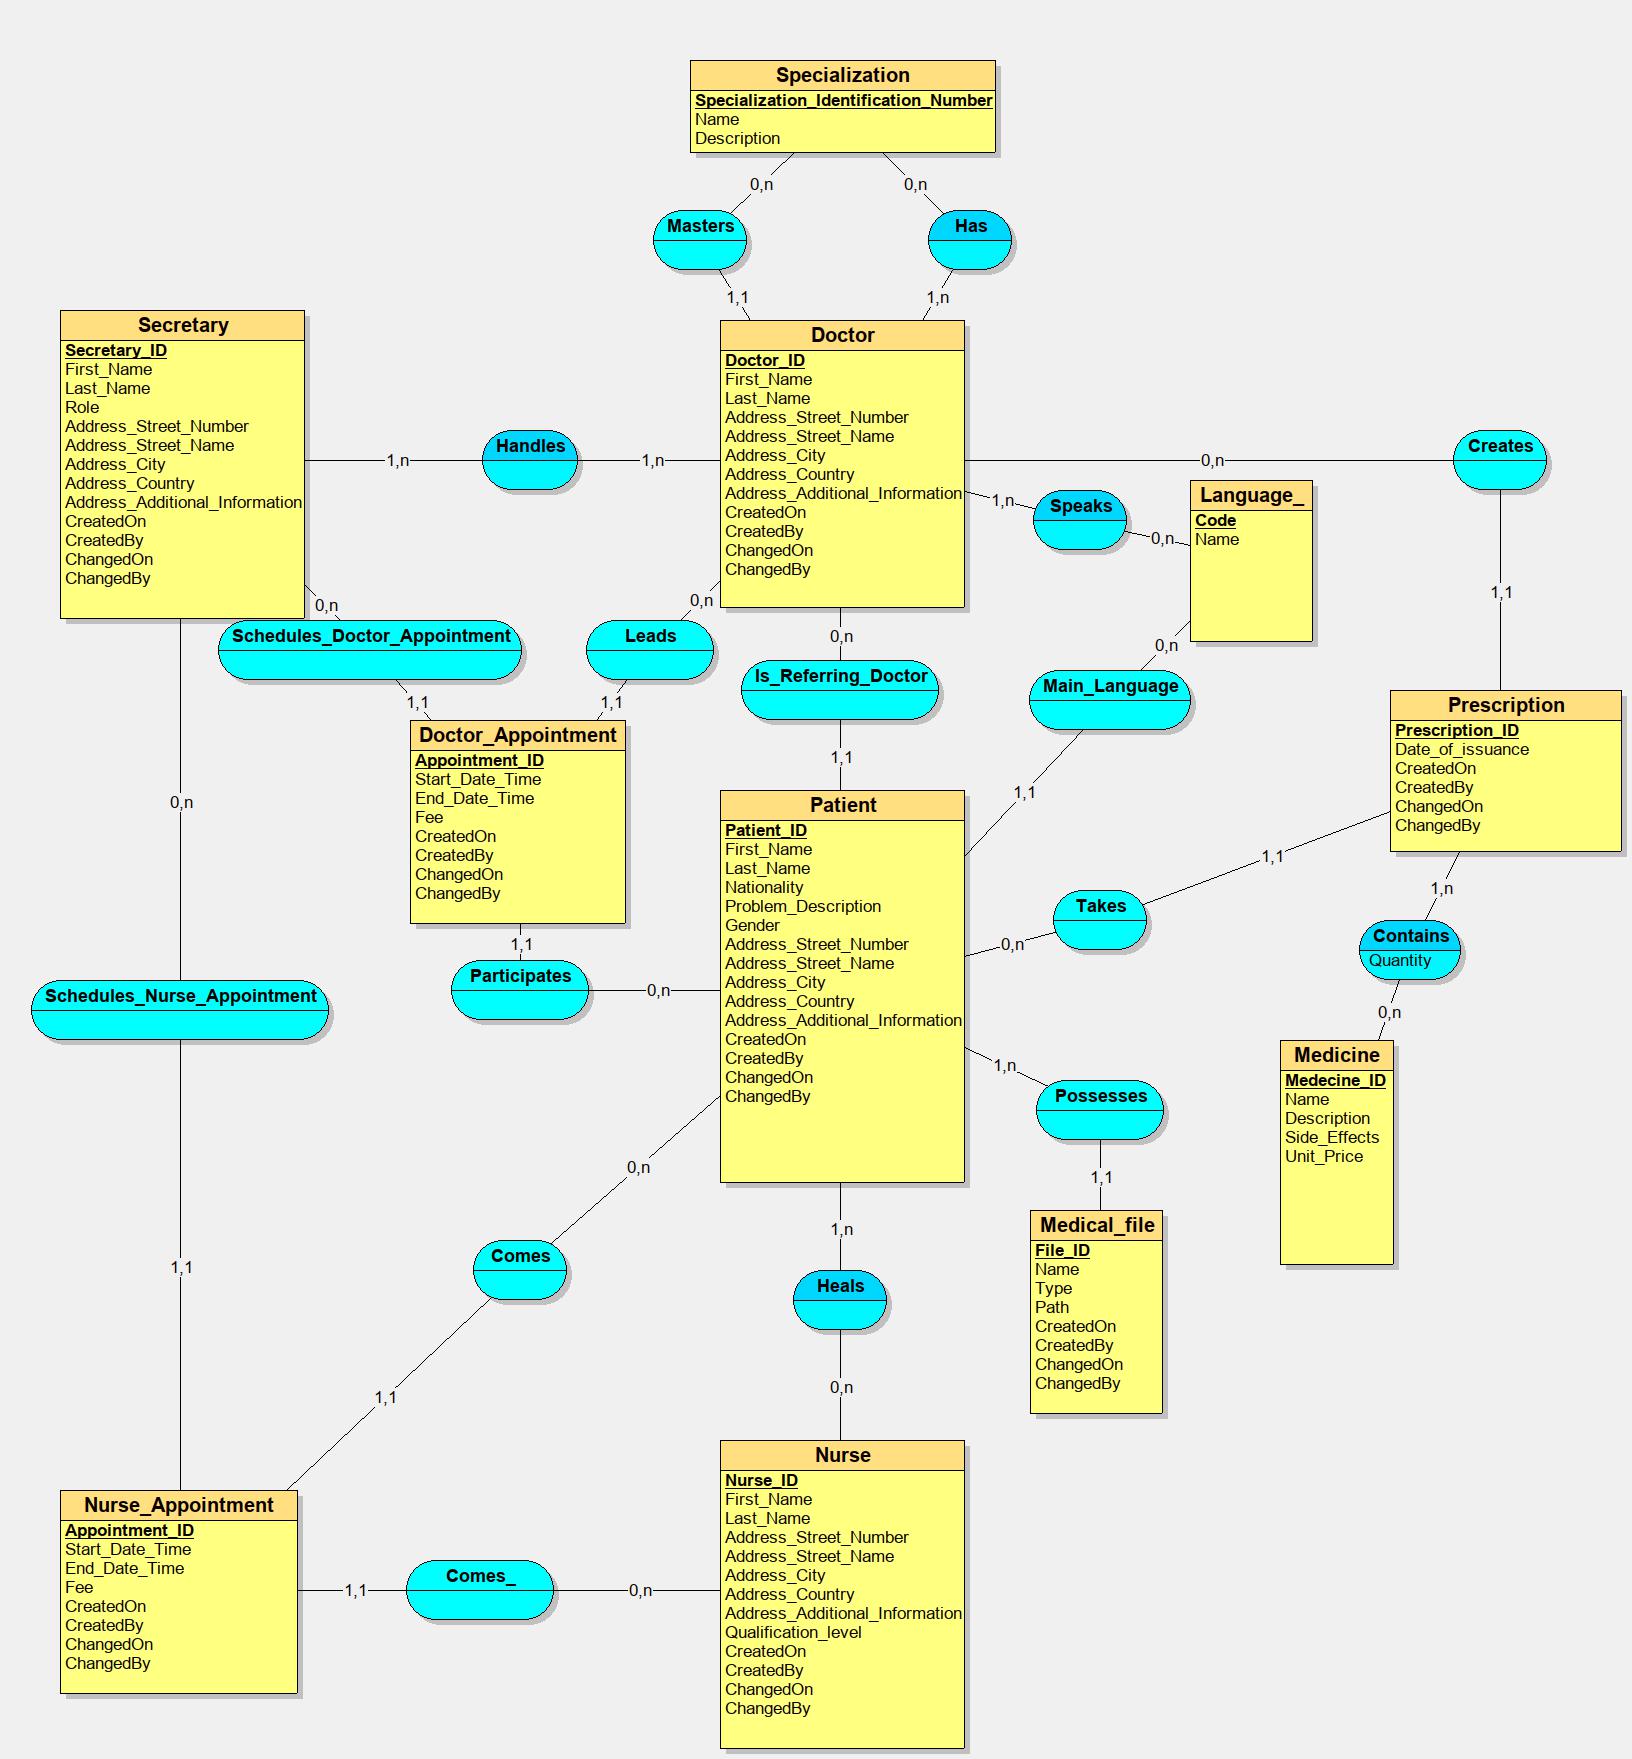 Specialization
Specialization_Identification_Number
Name
Description
0,n
0,n
Masters
Has
1,1
1,n
Secretary
Secretary_ID
First_Name
Last_Name
Role
Address_Street_Number
Address_Street_Name
Address_City
Address_Country
Address_Additional_Information
CreatedOn
CreatedBy
ChangedOn
ChangedBy
1,n
Handles
1,n
Doctor
Doctor_ID
First_Name
Last_Name
Address_Street_Number
Address_Street_Name
Address_City
Address_Country
Address_Additional_Information
CreatedOn
CreatedBy
ChangedOn
ChangedBy
0,n
Creates
1,n
Speaks
0,n
Language_
Code
Name
1,1
0,n
Schedules_Doctor_Appointment
1,1
0,n
Leads
1,1
0,n
Is_Referring_Doctor
1,1
0,n
Main_Language
1,1
Doctor_Appointment
Appointment_ID
Start_Date_Time
End_Date_Time
Fee
CreatedOn
CreatedBy
ChangedOn
ChangedBy
Prescription
Prescription_ID
Date_of_issuance
CreatedOn
CreatedBy
ChangedOn
ChangedBy
0,n
Patient
Patient_ID
First_Name
Last_Name
Nationality
Problem_Description
Gender
Address_Street_Number
Address_Street_Name
Address_City
Address_Country
Address_Additional_Information
CreatedOn
CreatedBy
ChangedOn
ChangedBy
1,1
Takes
0,n
1,n
Contains
Quantity
0,n
1,1
Participates
0,n
Schedules_Nurse_Appointment
1,n
Possesses
1,1
Medicine
Medecine_ID
Name
Description
Side_Effects
Unit_Price
0,n
Comes
1,1
1,1
1,n
Heals
0,n
Medical_file
File_ID
Name
Type
Path
CreatedOn
CreatedBy
ChangedOn
ChangedBy
Nurse_Appointment
Appointment_ID
Start_Date_Time
End_Date_Time
Fee
CreatedOn
CreatedBy
ChangedOn
ChangedBy
1,1
Comes_
0,n
Nurse
Nurse_ID
First_Name
Last_Name
Address_Street_Number
Address_Street_Name
Address_City
Address_Country
Address_Additional_Information
Qualification_level
CreatedOn
CreatedBy
ChangedOn
ChangedBy